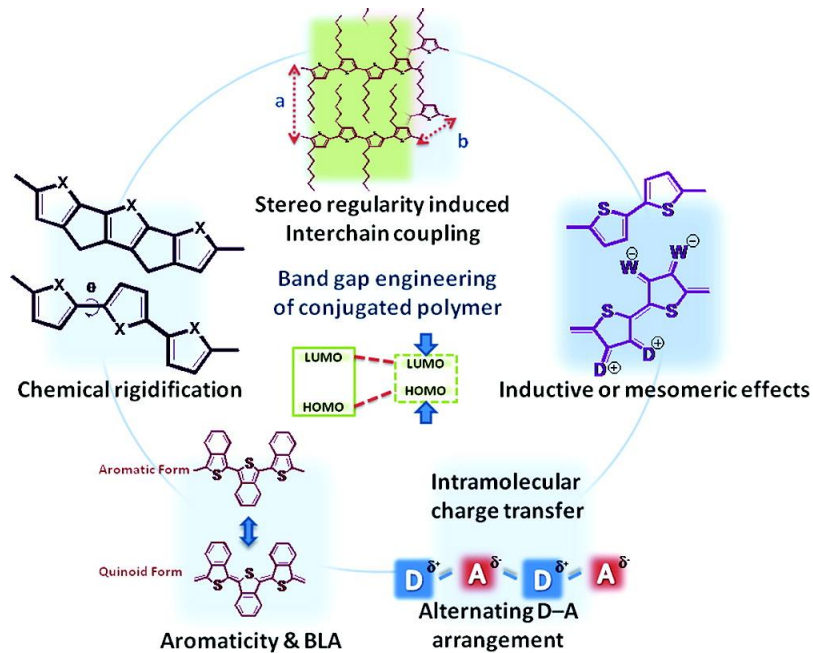 a
b
Stereo regularity induced
Interchain coupling
X
X
X
X
θ
X
X
Chemical rigidification
Band gap engineering
of conjugated polymer
LUMO
HOMO
LUMO
HOMO
S
S
W⊖
W⊖
S
S
D⊕
D⊕
Inductive or mesomeric effects
Aromatic Form
S
S
S
Quinoid Form
S
S
S
Aromaticity & BLA
Intramolecular
charge transfer
D δ+ A δ- D δ+ A δ-
Alternating D–A
arrangement